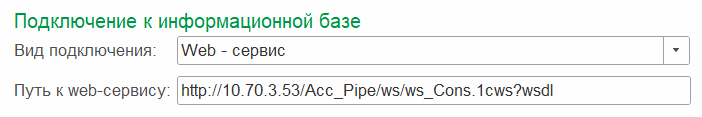 Подключение к информационной базе
Вид подключения: Web - сервис
Путь к web-сервису: http://10.70.3.53/Acc_Pipe/ws/ws_Cons.1cws?wsdl